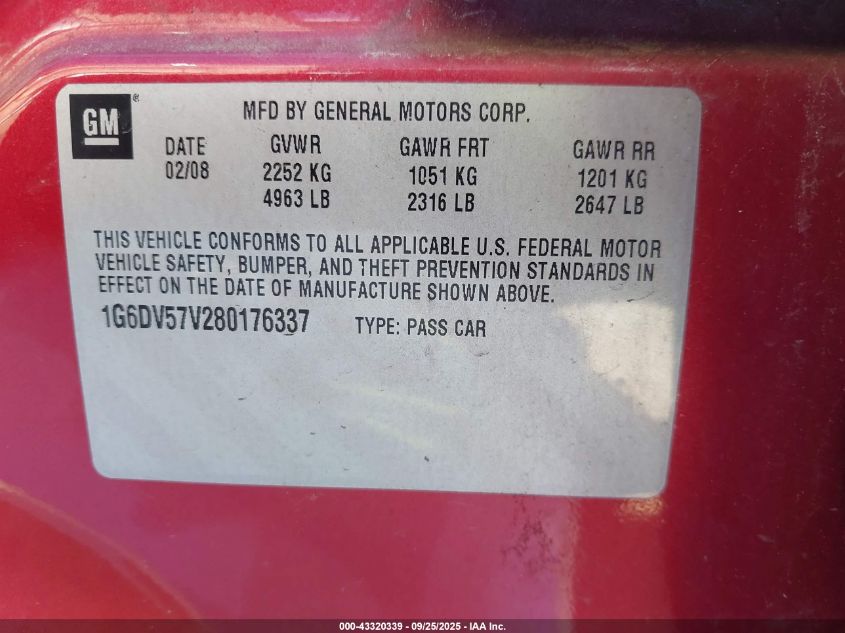 GM ®
MFD BY GENERAL MOTORS CORP.
DATE GVWR GAWR FRT GAWR RR
02/08 2252 KG 1051 KG 1201 KG
4963 LB 2316 LB 2647 LB
THIS VEHICLE CONFORMS TO ALL APPLICABLE U.S. FEDERAL MOTOR
VEHICLE SAFETY, BUMPER, AND THEFT PREVENTION STANDARDS IN
EFFECT ON THE DATE OF MANUFACTURE SHOWN ABOVE.
1G6DV57V280176337 TYPE: PASS CAR
000-43320339 - 09/25/2025 - IAA Inc.